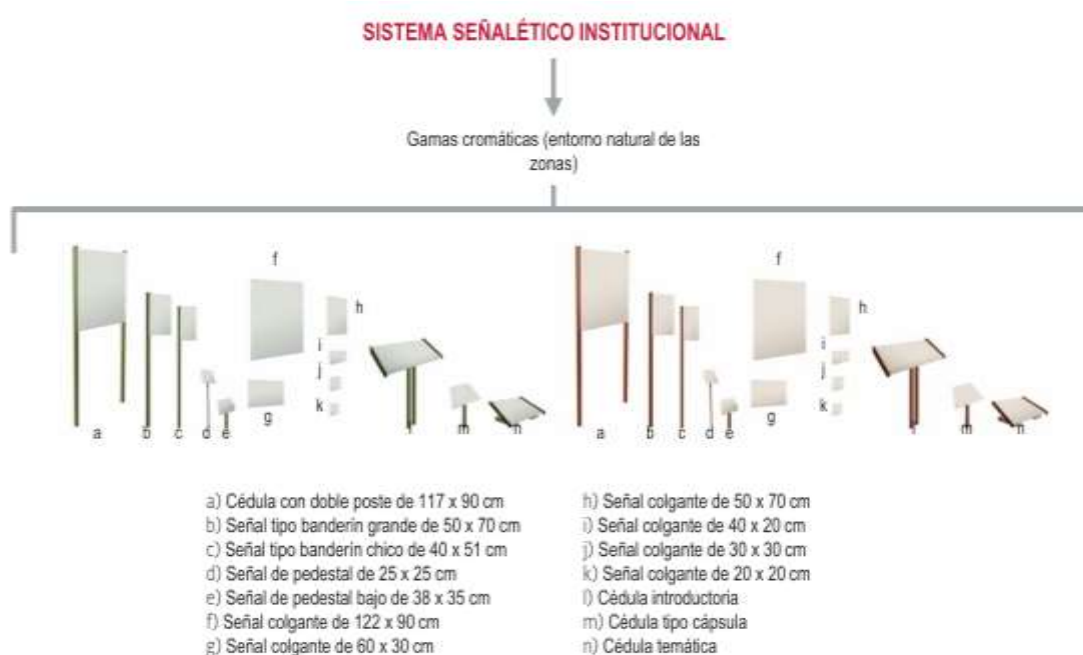 SISTEMA SEÑALÉTICO INSTITUCIONAL
Gamas cromáticas (entorno natural de las
zonas)
f
h
i
j
k
g
a
b
c
d
e
l
m
n
f
h
i
j
k
g
a
b
c
d
e
l
m
n
a) Cédula con doble poste de 117 x 90 cm
b) Señal tipo banderín grande de 50 x 70 cm
c) Señal tipo banderín chico de 40 x 51 cm
d) Señal de pedestal de 25 x 25 cm
e) Señal de pedestal bajo de 38 x 35 cm
f) Señal colgante de 122 x 90 cm
g) Señal colgante de 60 x 30 cm
h) Señal colgante de 50 x 70 cm
i) Señal colgante de 40 x 20 cm
j) Señal colgante de 30 x 30 cm
k) Señal colgante de 20 x 20 cm
l) Cédula introductoria
m) Cédula tipo cápsula
n) Cédula temática